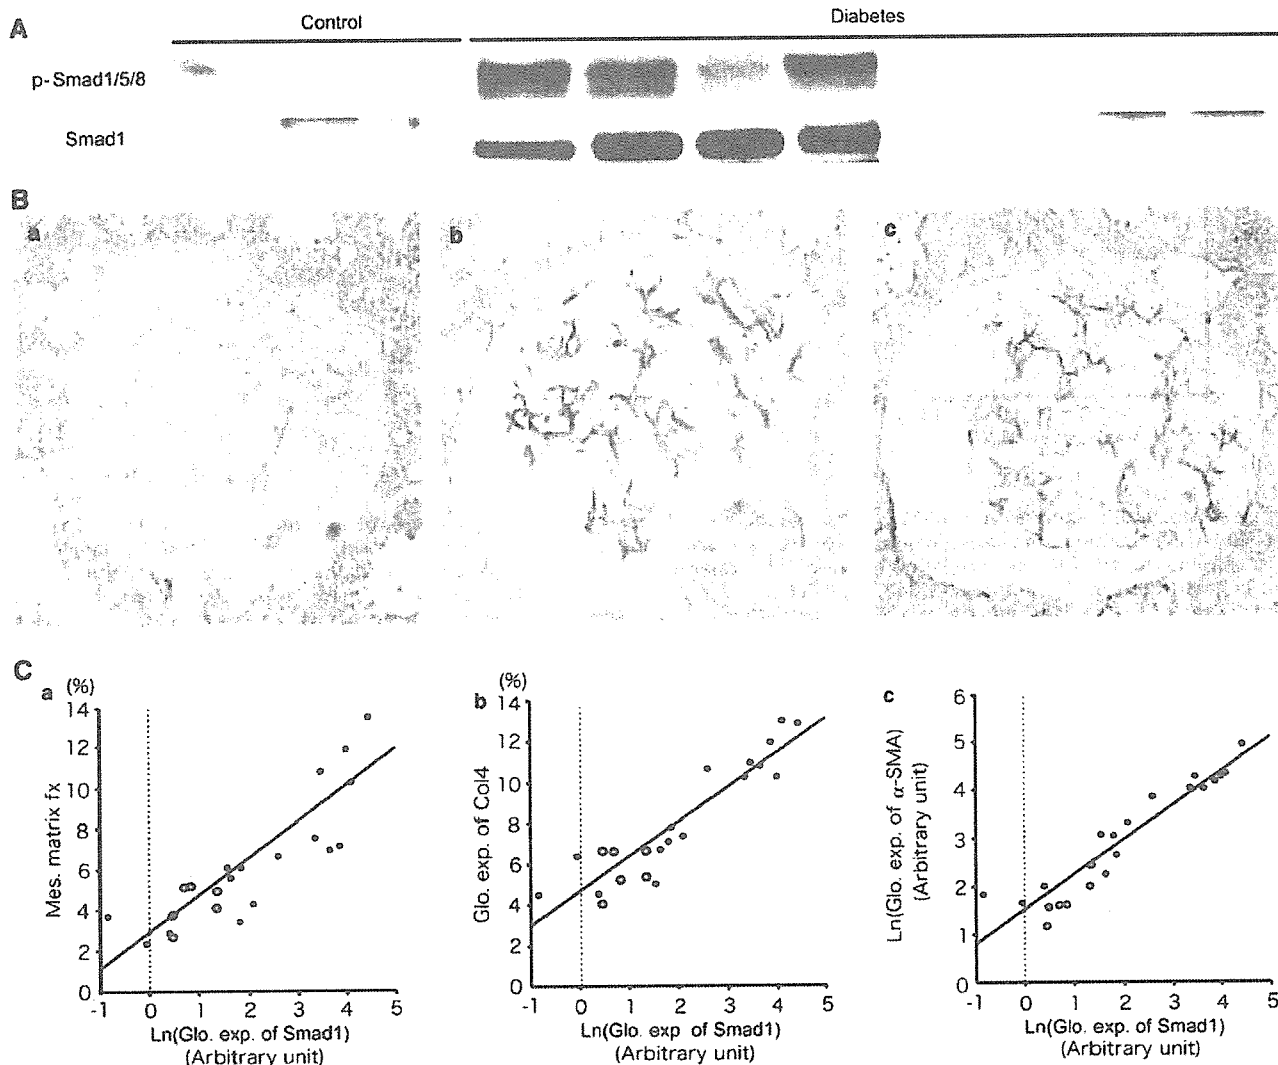 A
Control
Diabetes
p-Smad1/5/8
Smad1
B
a
b
c
C
a (%)
14
12
10
8
6
4
2
0
-1 0 1 2 3 4 5
Mes. matrix fx
Ln(Glo. exp. of Smad1)
(Arbitrary unit)
b (%)
14
12
10
8
6
4
2
0
-1 0 1 2 3 4 5
Glo. exp. of Col4
Ln(Glo. exp. of Smad1)
(Arbitrary unit)
c
6
5
4
3
2
1
0
-1 0 1 2 3 4 5
Ln(Glo. exp. of α-SMA)
(Arbitrary unit)
Ln(Glo. exp. of Smad1)
(Arbitrary unit)